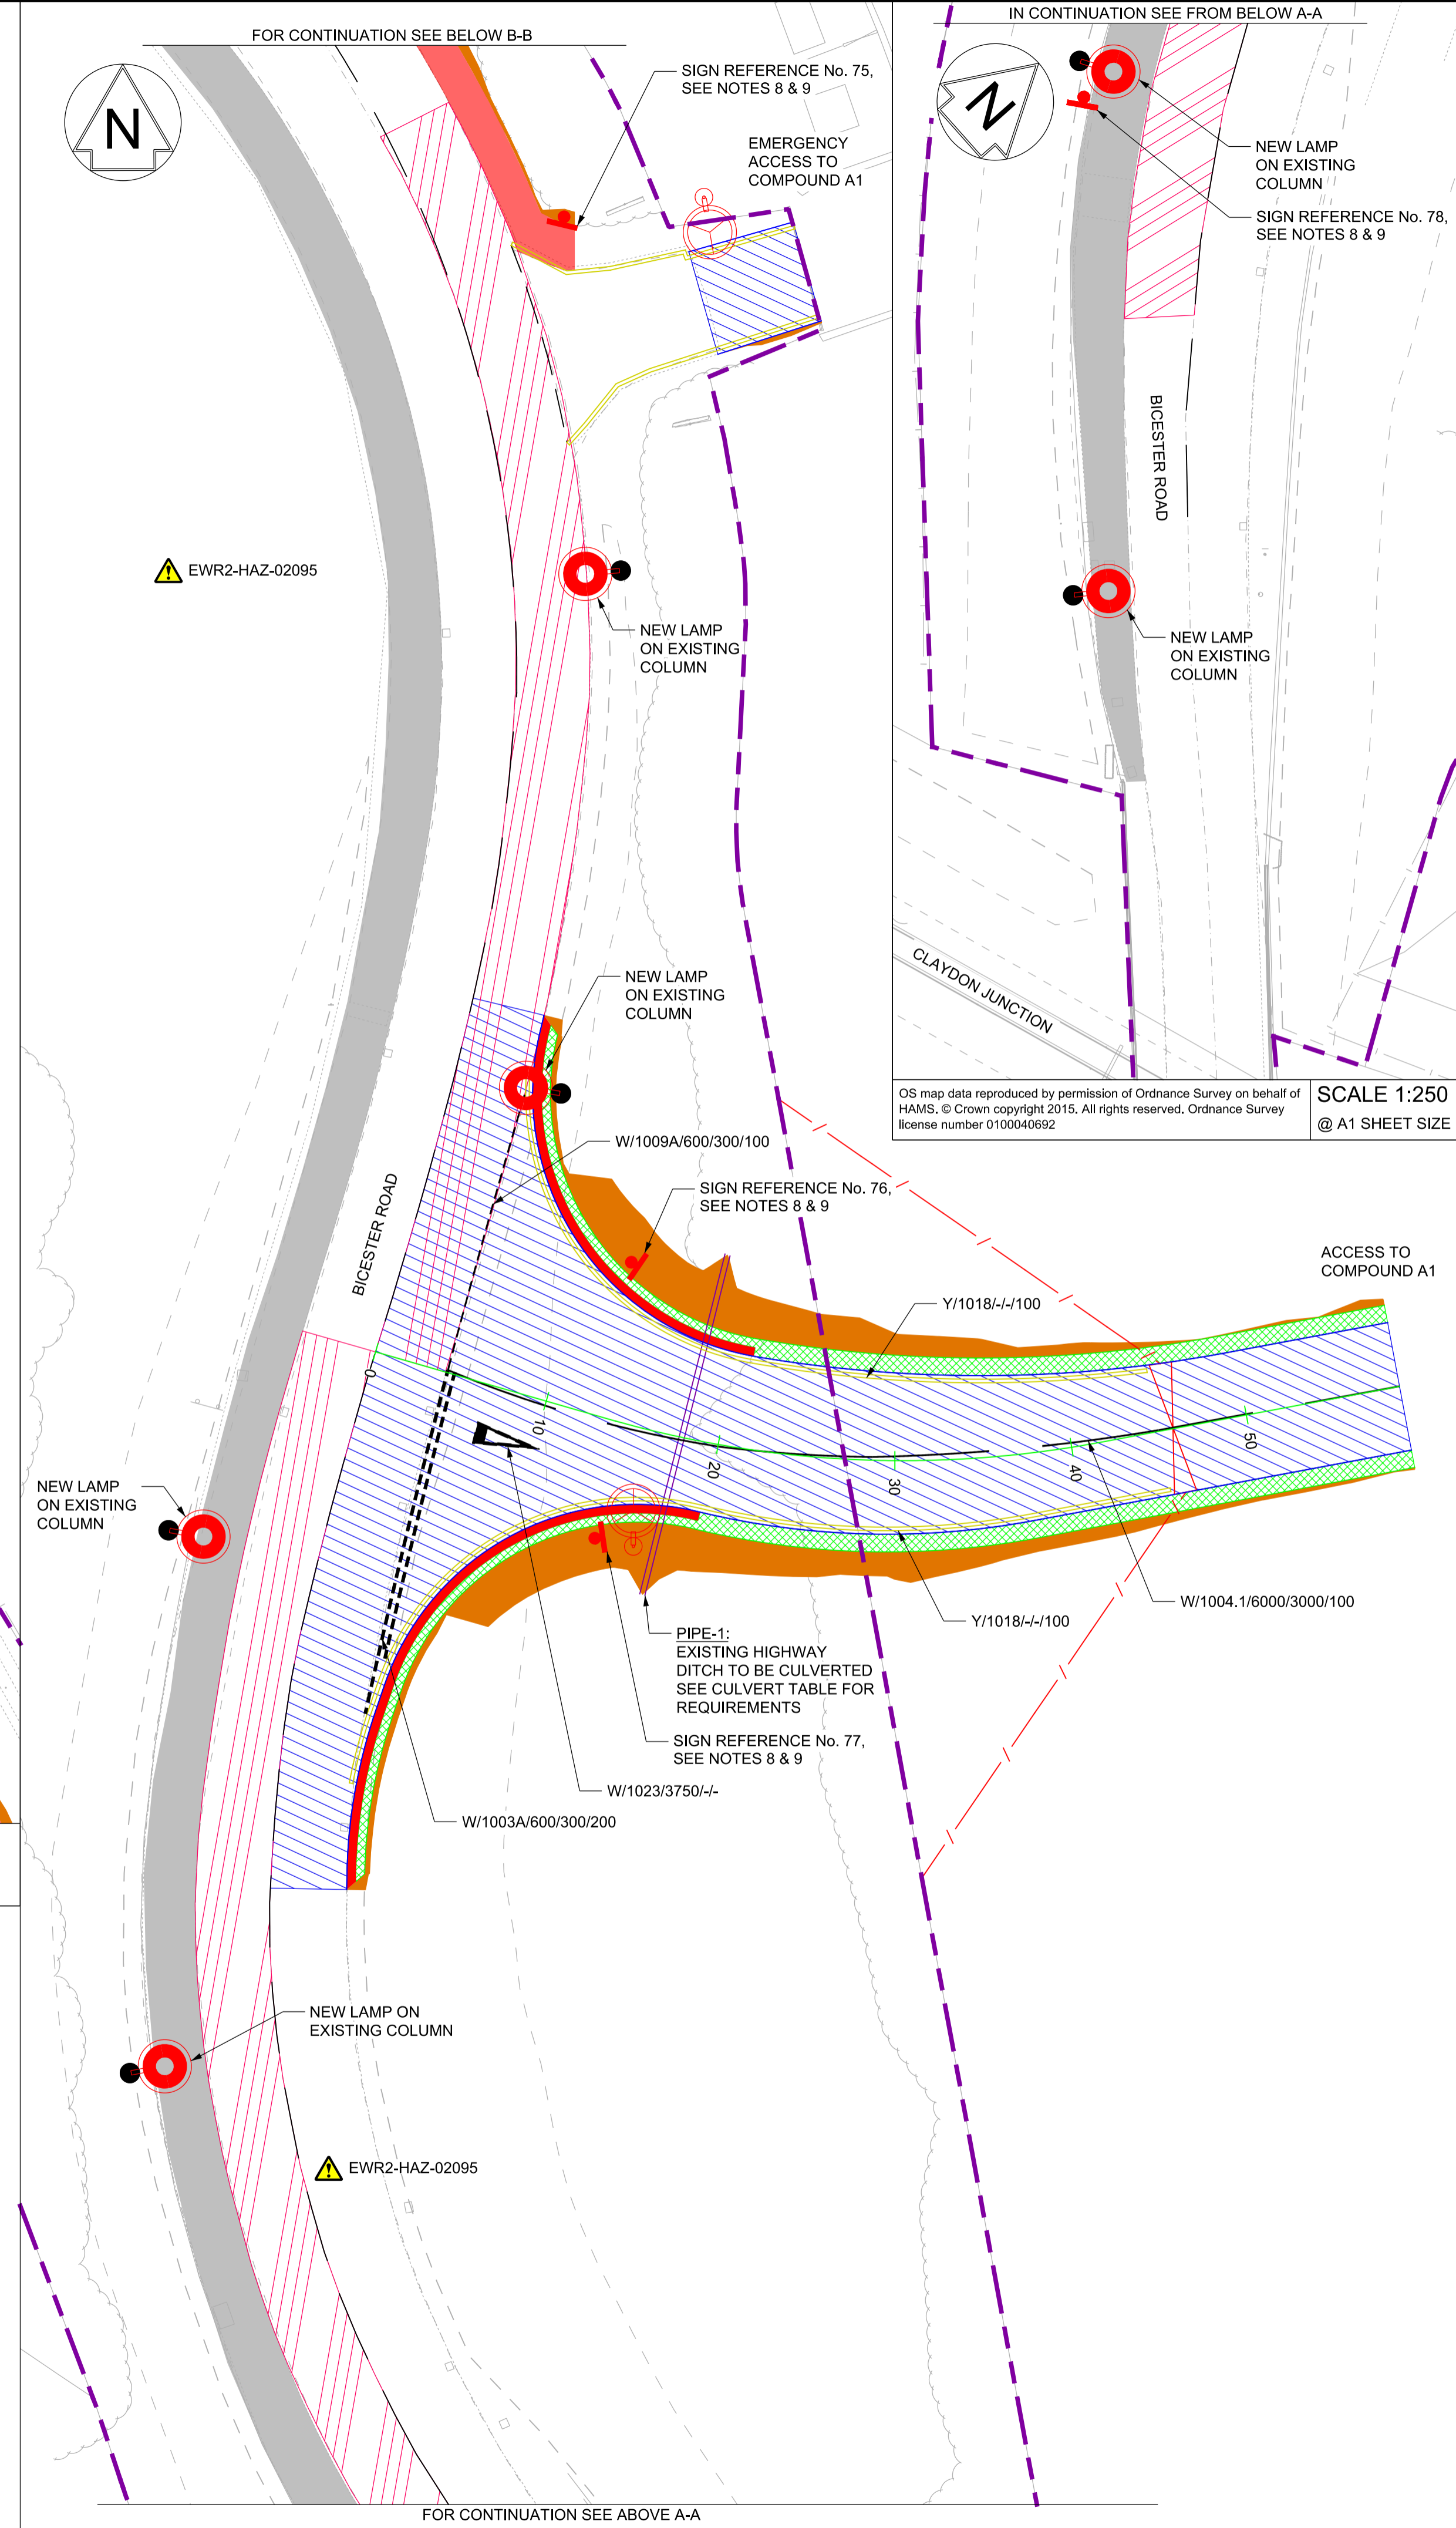 FOR CONTINUATION SEE BELOW B-B
N
SIGN REFERENCE No. 75,
SEE NOTES 8 & 9
EMERGENCY
ACCESS TO
COMPOUND A1
EWR2-HAZ-02095
NEW LAMP
ON EXISTING
COLUMN
NEW LAMP
ON EXISTING
COLUMN
W/1009A/600/300/100
SIGN REFERENCE No. 76,
SEE NOTES 8 & 9
BICESTER ROAD
ACCESS TO
COMPOUND A1
Y/1018/-/-/100
0
10
20
30
40
50
NEW LAMP
ON EXISTING
COLUMN
W/1004.1/6000/3000/100
Y/1018/-/-/100
PIPE-1:
EXISTING HIGHWAY
DITCH TO BE CULVERTED
SEE CULVERT TABLE FOR
REQUIREMENTS
SIGN REFERENCE No. 77,
SEE NOTES 8 & 9
W/1023/3750/-/-
W/1003A/600/300/200
NEW LAMP ON
EXISTING COLUMN
EWR2-HAZ-02095
FOR CONTINUATION SEE ABOVE A-A
IN CONTINUATION SEE FROM BELOW A-A
N
NEW LAMP
ON EXISTING
COLUMN
SIGN REFERENCE No. 78,
SEE NOTES 8 & 9
BICESTER ROAD
NEW LAMP
ON EXISTING
COLUMN
CLAYDON JUNCTION
OS map data reproduced by permission of Ordnance Survey on behalf of
HAMS. © Crown copyright 2015. All rights reserved. Ordnance Survey
license number 0100040692
SCALE 1:250
@ A1 SHEET SIZE